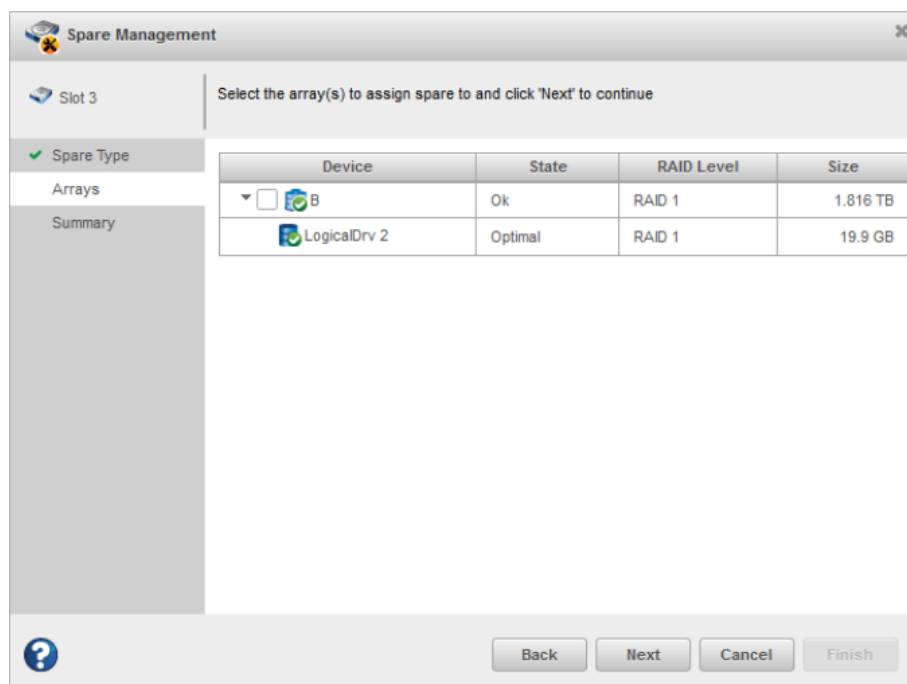 Spare Management
Slot 3
Select the array(s) to assign spare to and click 'Next' to continue
Spare Type
Arrays
Summary
Device State RAID Level Size
B Ok RAID 1 1.816 TB
LogicalDrv 2 Optimal RAID 1 19.9 GB
? Back Next Cancel Finish